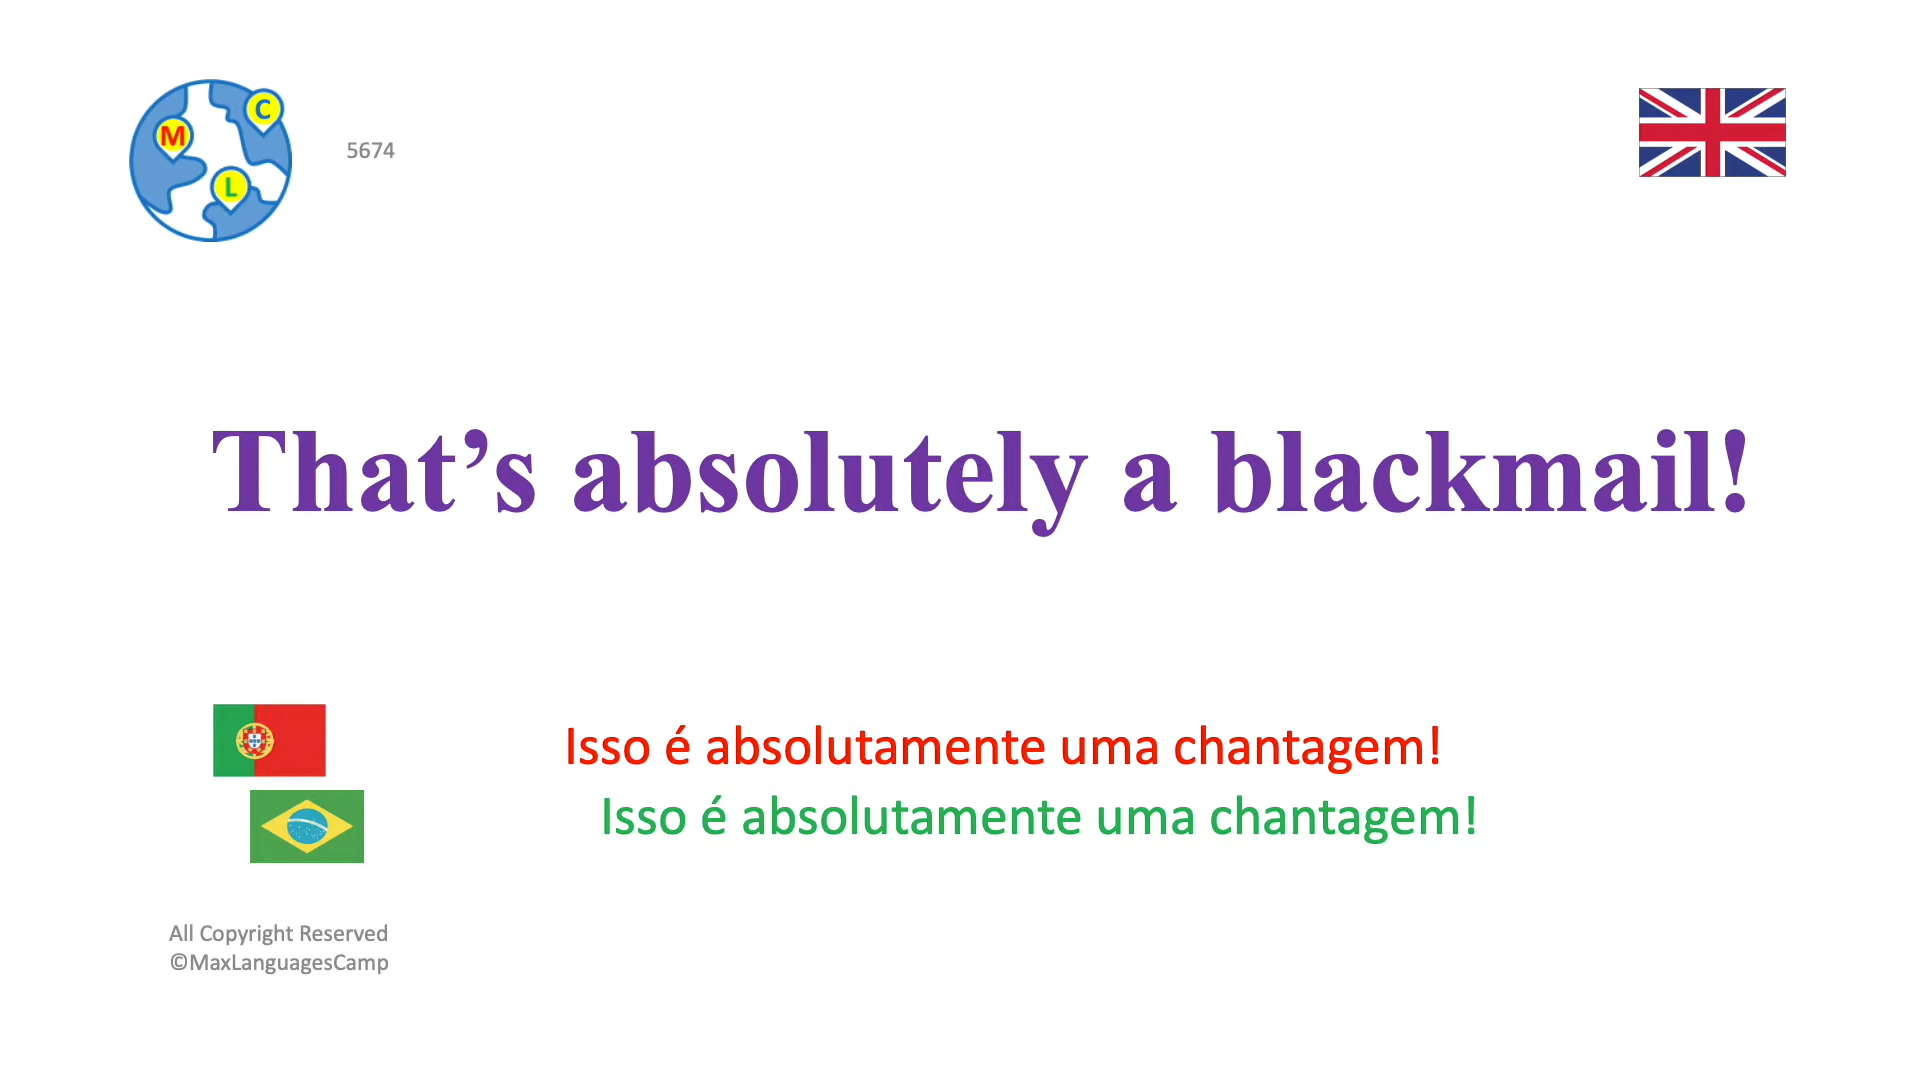 M
C
L
5674
That’s absolutely a blackmail!
Isso é absolutamente uma chantagem!
Isso é absolutamente uma chantagem!
All Copyright Reserved
©MaxLanguagesCamp